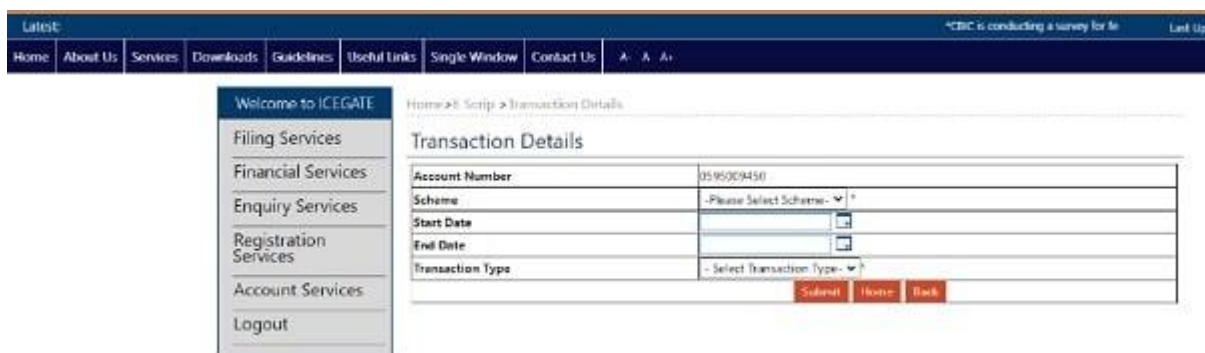 Latest: *CBIC is conducting a survey for fe Last Up
Home About Us Services Downloads Guidelines Useful Links Single Window Contact Us A- A A+
Welcome to ICEGATE
Home >E Scrip > Transaction Details
Filing Services
Transaction Details
Financial Services
Account Number 0595009450
Scheme -Please Select Scheme- *
Enquiry Services
Start Date
Registration Services
End Date
Transaction Type - Select Transaction Type- *
Account Services
Submit Home Back
Logout